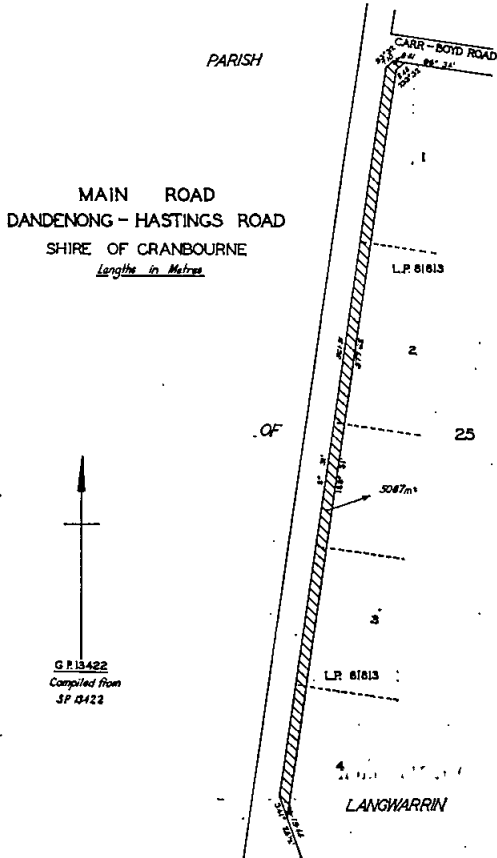 PARISH
CARR-BOYD ROAD
1
MAIN ROAD
DANDENONG - HASTINGS ROAD
SHIRE OF CRANBOURNE
Lengths in Metres
L.P. 81813
2
OF
25
5087m²
3
G.P. 13422
Compiled from
S.P. 13422
L.P. 81813
4
LANGWARRIN